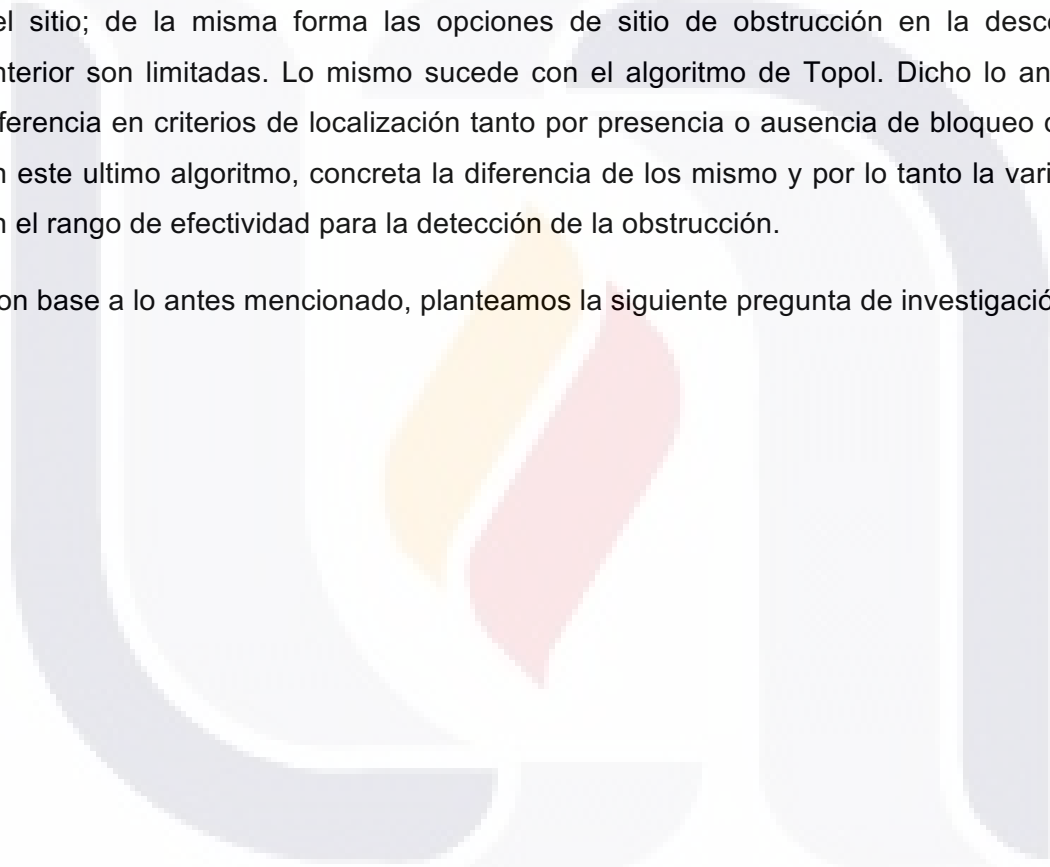 el sitio; de la misma forma las opciones de sitio de obstrucción en la desc
nterior son limitadas. Lo mismo sucede con el algoritmo de Topol. Dicho lo an
ferencia en criterios de localización tanto por presencia o ausencia de bloqueo
n este ultimo algoritmo, concreta la diferencia de los mismo y por lo tanto la vari
n el rango de efectividad para la detección de la obstrucción.
on base a lo antes mencionado, planteamos la siguiente pregunta de investigació